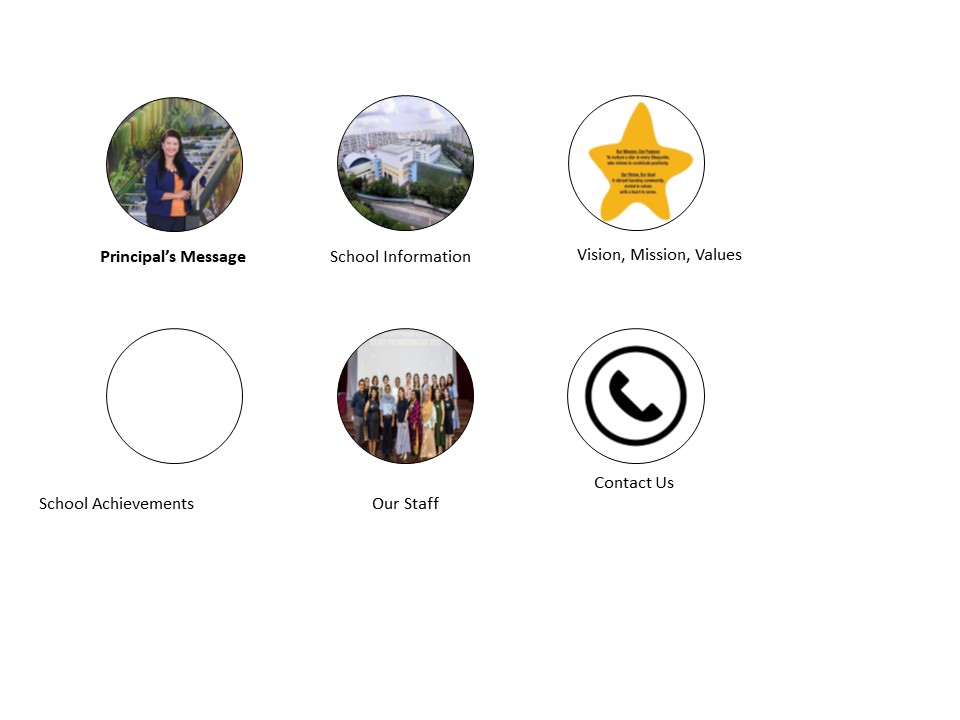 Our Mission, Our Purpose
To nurture a star in every
who strives to contribute positively.
Our Vision, Our Goal
A vibrant learning community,
rooted in values
with a heart to serve.
Principal’s Message
School Information
Vision, Mission, Values
School Achievements
Our Staff
Contact Us